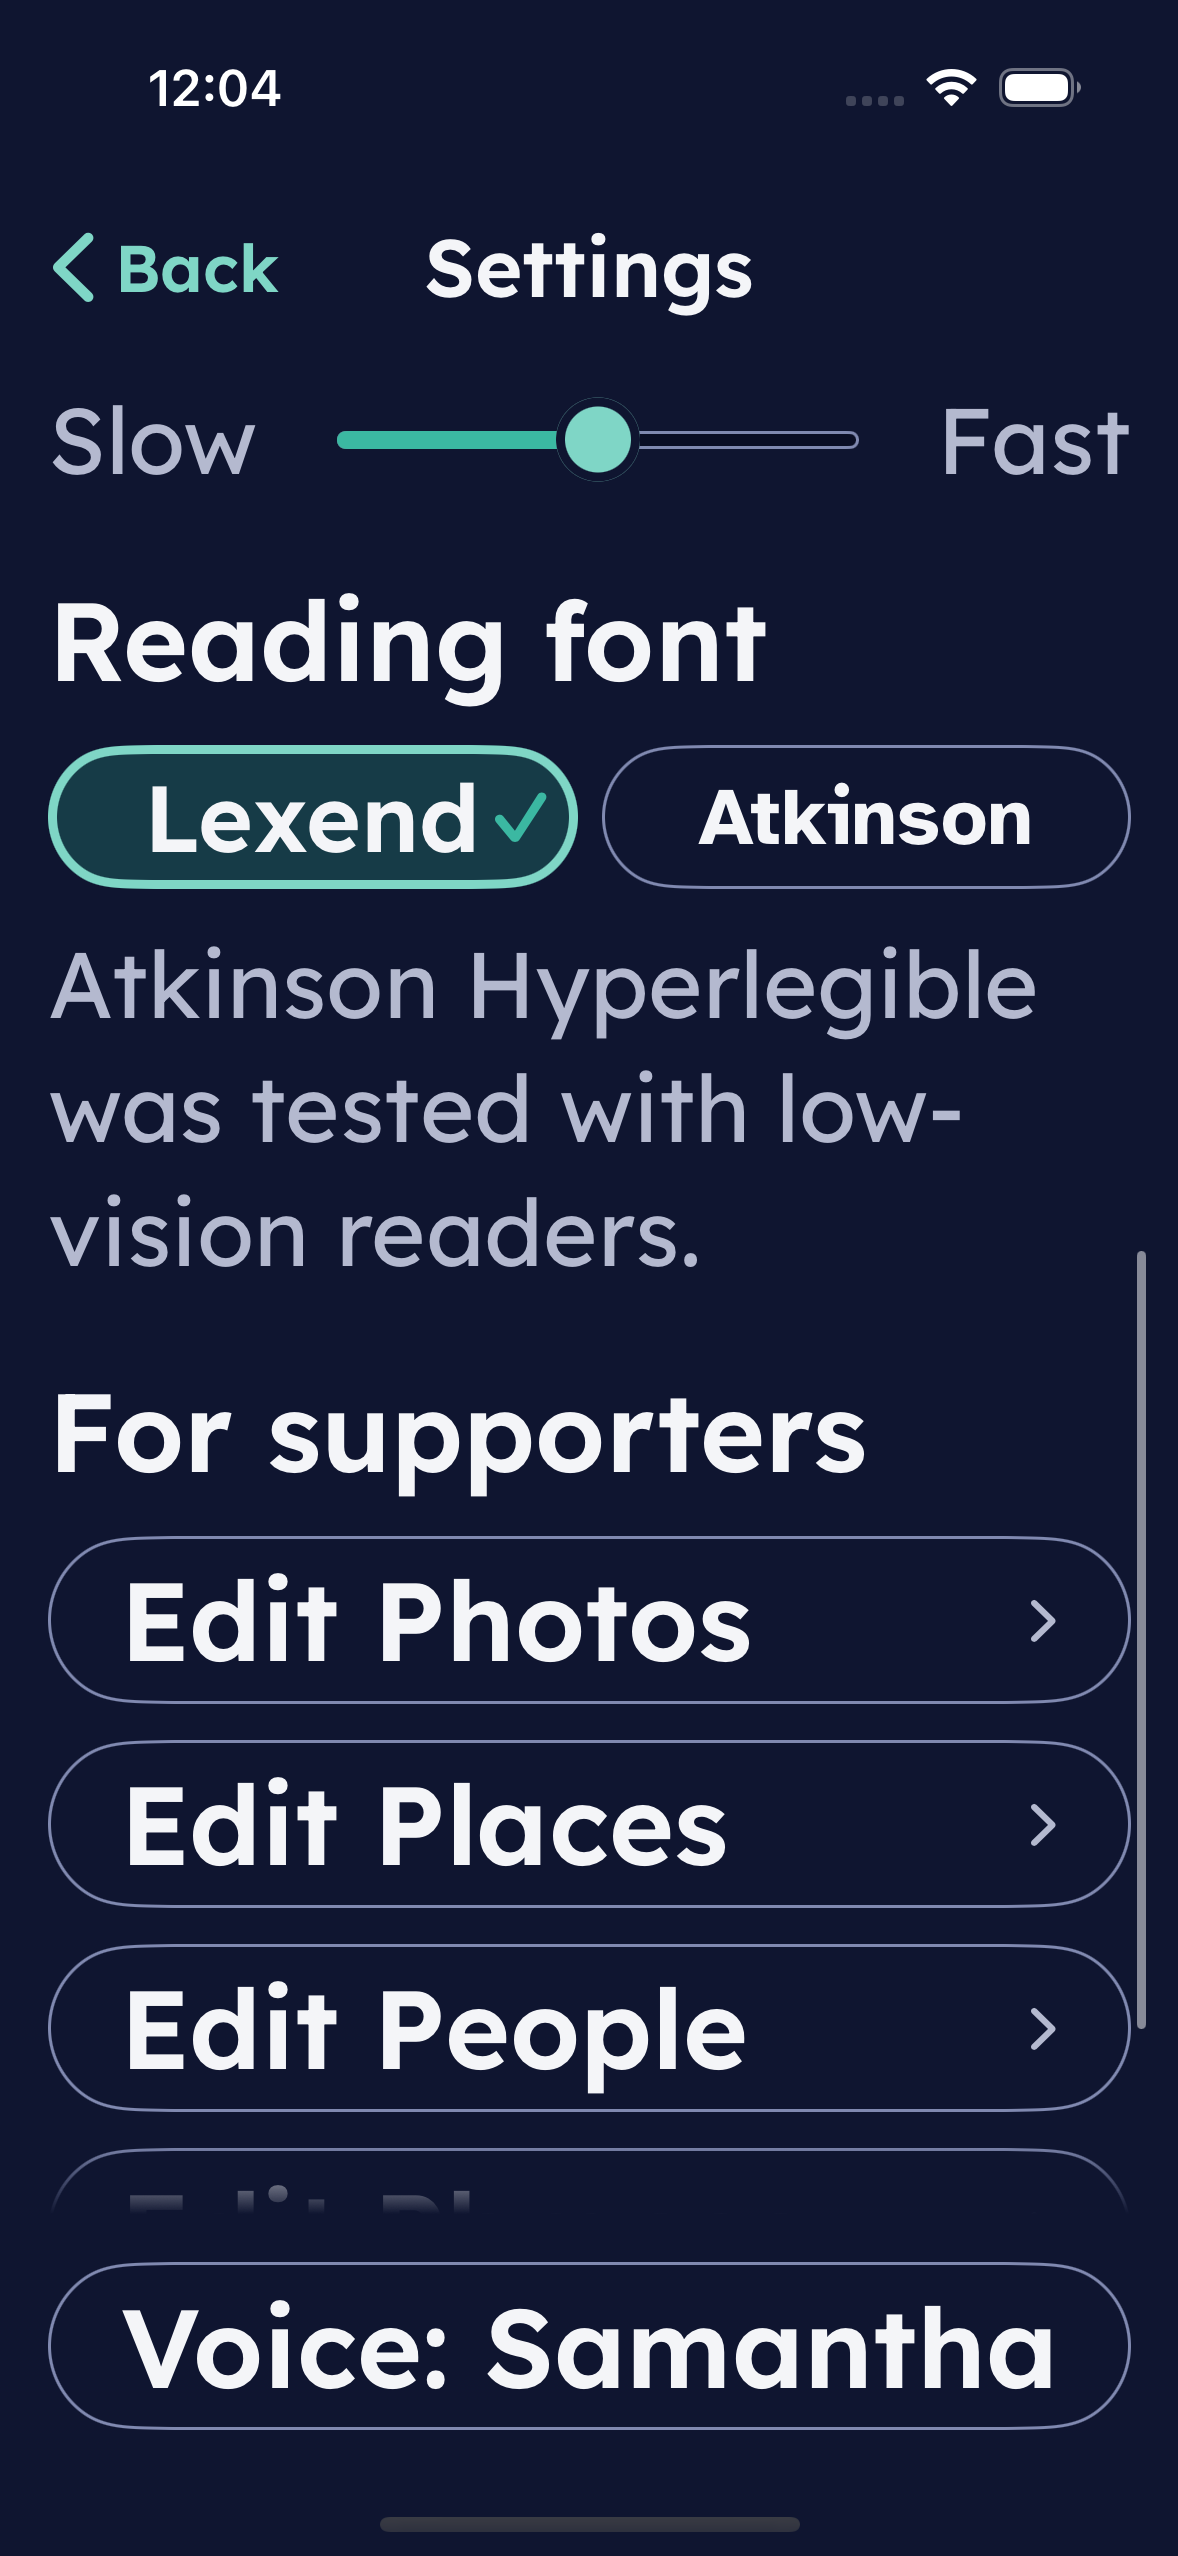 12:04
Back
Settings
Slow
Fast
Reading font
Lexend
Atkinson
Atkinson Hyperlegible
was tested with low-
vision readers.
For supporters
Edit Photos
Edit Places
Edit People
Edit
Voice: Samantha